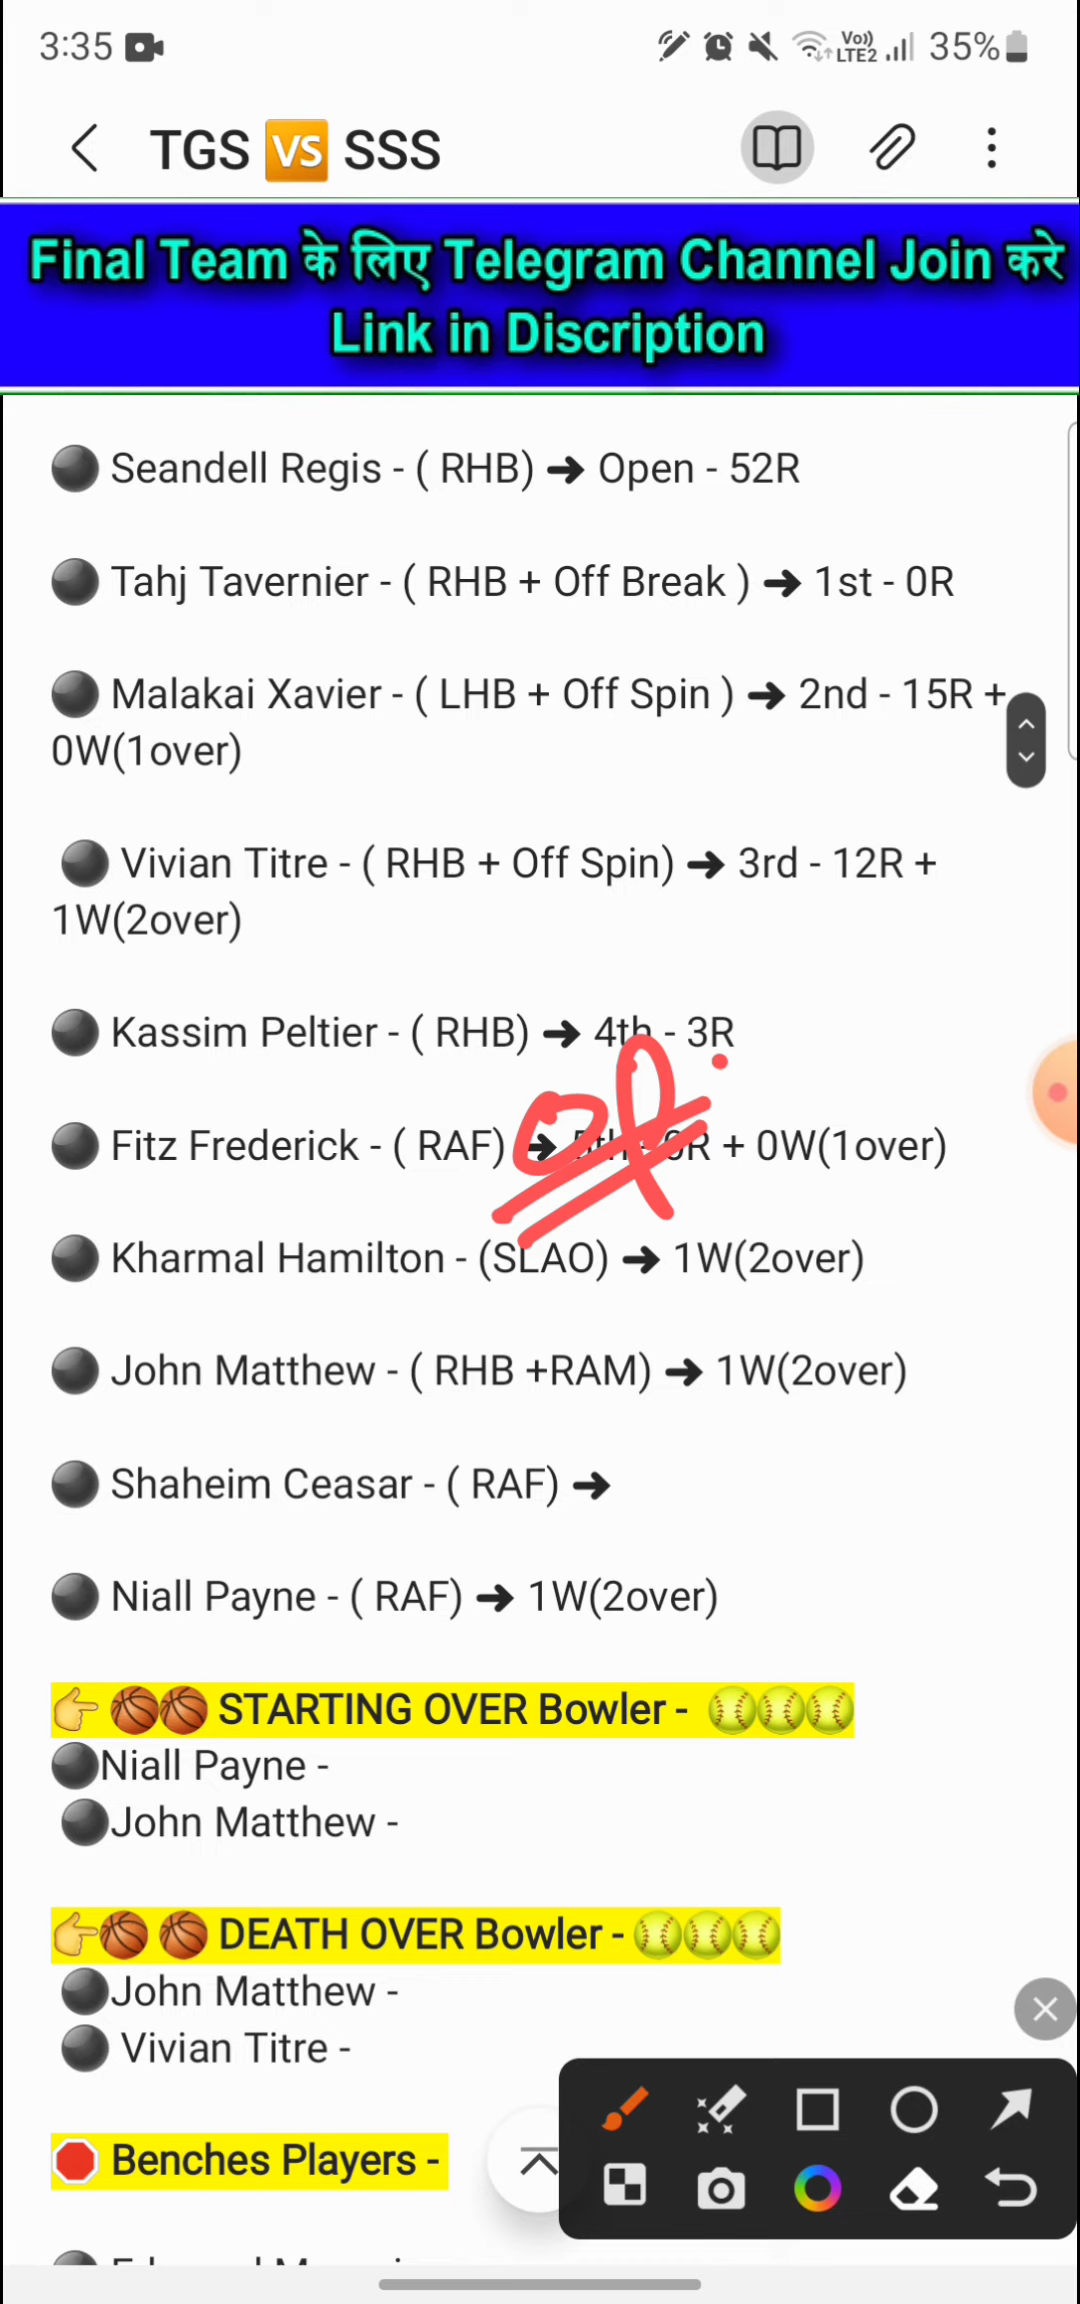 3:35
Vo)) LTE2 35%
TGS VS SSS
Final Team के लिए Telegram Channel Join करे
Link in Discription
Seandell Regis - ( RHB) ➔ Open - 52R
Tahj Tavernier - ( RHB + Off Break ) ➔ 1st - 0R
Malakai Xavier - ( LHB + Off Spin ) ➔ 2nd - 15R +
0W(1over)
Vivian Titre - ( RHB + Off Spin) ➔ 3rd - 12R +
1W(2over)
Kassim Peltier - ( RHB) ➔ 4th - 3R
Fitz Frederick - ( RAF) ➔ 5th - 0R + 0W(1over)
Kharmal Hamilton - (SLAO) ➔ 1W(2over)
John Matthew - ( RHB +RAM) ➔ 1W(2over)
Shaheim Ceasar - ( RAF) ➔
Niall Payne - ( RAF) ➔ 1W(2over)
STARTING OVER Bowler -
Niall Payne -
John Matthew -
DEATH OVER Bowler -
John Matthew -
Vivian Titre -
Benches Players -